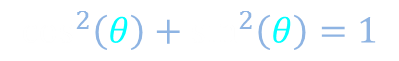 ²(θ) + ²(θ) = 1